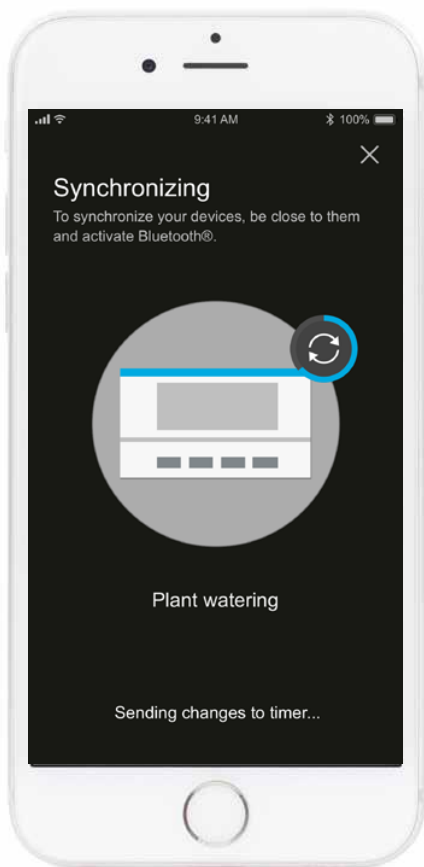 9:41 AM
100%
Synchronizing
To synchronize your devices, be close to them
and activate Bluetooth®.
Plant watering
Sending changes to timer...